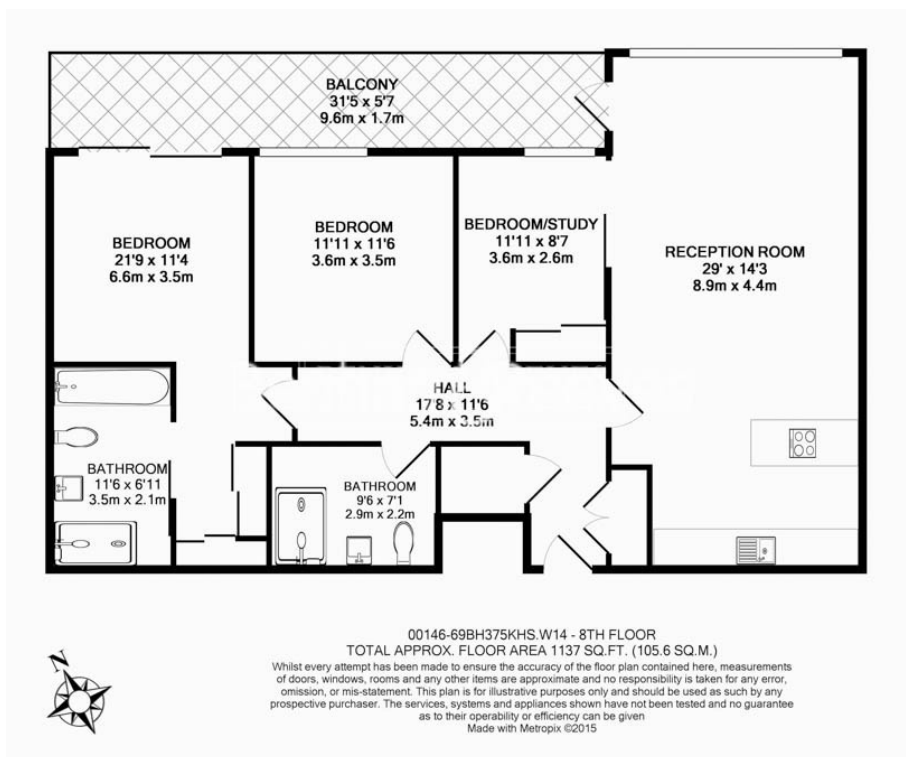 BALCONY
31'5 x 5'7
9.6m x 1.7m
BEDROOM
21'9 x 11'4
6.6m x 3.5m
BEDROOM
11'11 x 11'6
3.6m x 3.5m
BEDROOM/STUDY
11'11 x 8'7
3.6m x 2.6m
RECEPTION ROOM
29' x 14'3
8.9m x 4.4m
HALL
17'8 x 11'6
5.4m x 3.5m
BATHROOM
11'6 x 6'11
3.5m x 2.1m
BATHROOM
9'6 x 7'1
2.9m x 2.2m
N
00146-69BH375KHS.W14 - 8TH FLOOR
TOTAL APPROX. FLOOR AREA 1137 SQ.FT. (105.6 SQ.M.)
Whilst every attempt has been made to ensure the accuracy of the floor plan contained here, measurements
of doors, windows, rooms and any other items are approximate and no responsibility is taken for any error,
omission, or mis-statement. This plan is for illustrative purposes only and should be used as such by any
prospective purchaser. The services, systems and appliances shown have not been tested and no guarantee
as to their operability or efficiency can be given
Made with Metropix ©2015